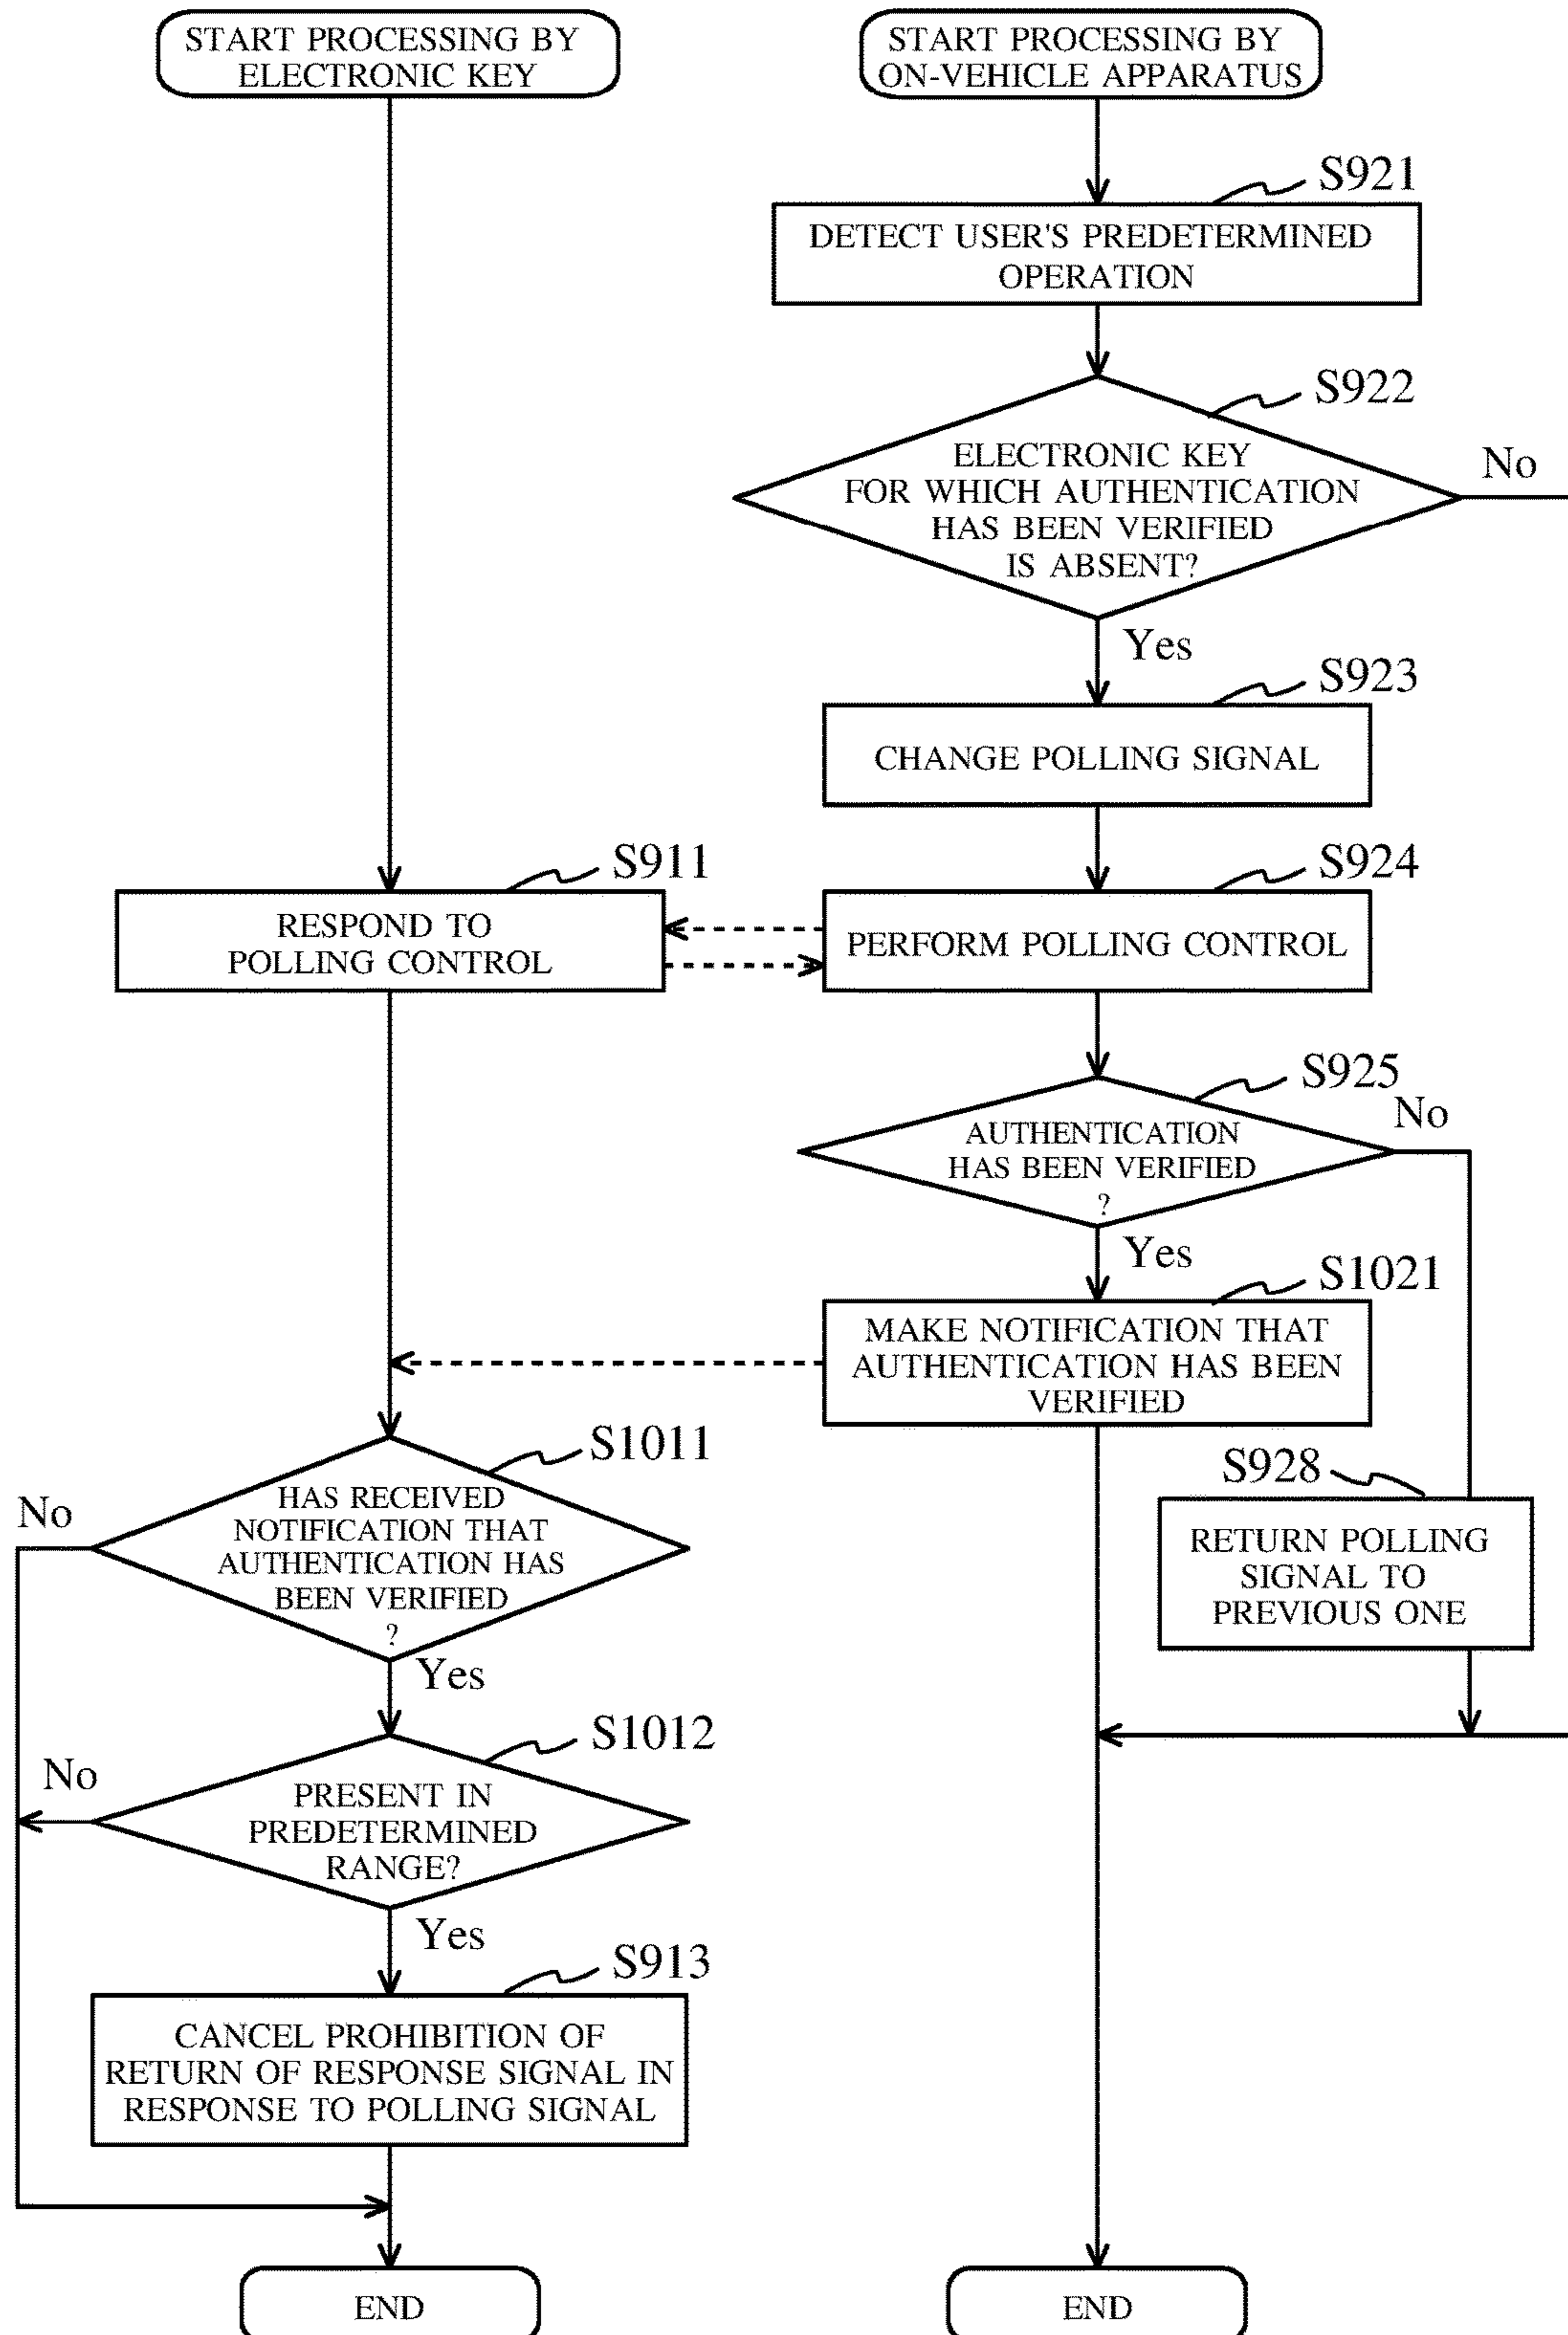 START PROCESSING BY
ELECTRONIC KEY
START PROCESSING BY
ON-VEHICLE APPARATUS
S921
DETECT USER'S PREDETERMINED
OPERATION
S922
ELECTRONIC KEY
FOR WHICH AUTHENTICATION
HAS BEEN VERIFIED
IS ABSENT?
No
Yes
S923
CHANGE POLLING SIGNAL
S911
RESPOND TO
POLLING CONTROL
S924
PERFORM POLLING CONTROL
S925
AUTHENTICATION
HAS BEEN VERIFIED
?
No
Yes
S1021
MAKE NOTIFICATION THAT
AUTHENTICATION HAS BEEN
VERIFIED
S1011
HAS RECEIVED
NOTIFICATION THAT
AUTHENTICATION HAS
BEEN VERIFIED
?
No
Yes
S928
RETURN POLLING
SIGNAL TO
PREVIOUS ONE
S1012
PRESENT IN
PREDETERMINED
RANGE?
No
Yes
S913
CANCEL PROHIBITION OF
RETURN OF RESPONSE SIGNAL IN
RESPONSE TO POLLING SIGNAL
END
END